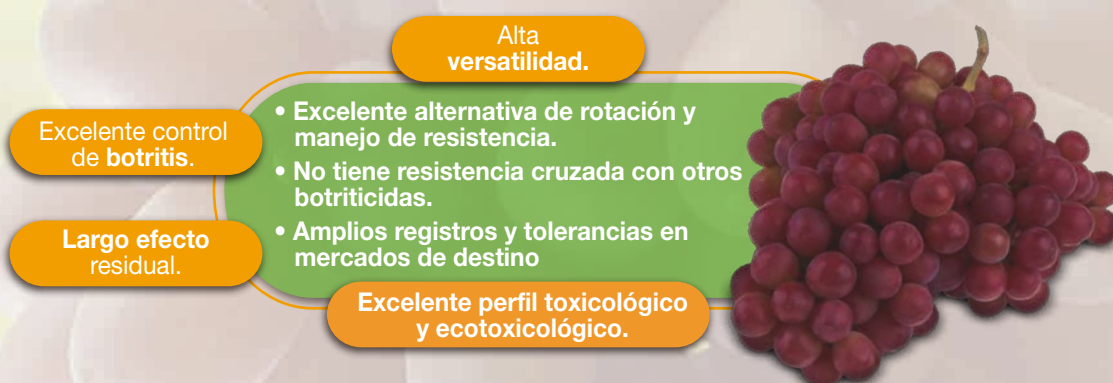 Alta
versatilidad.
Excelente control
de botritis.
Largo efecto
residual.
• Excelente alternativa de rotación y
manejo de resistencia.
• No tiene resistencia cruzada con otros
botriticidas.
• Amplios registros y tolerancias en
mercados de destino
Excelente perfil toxicológico
y ecotoxicológico.